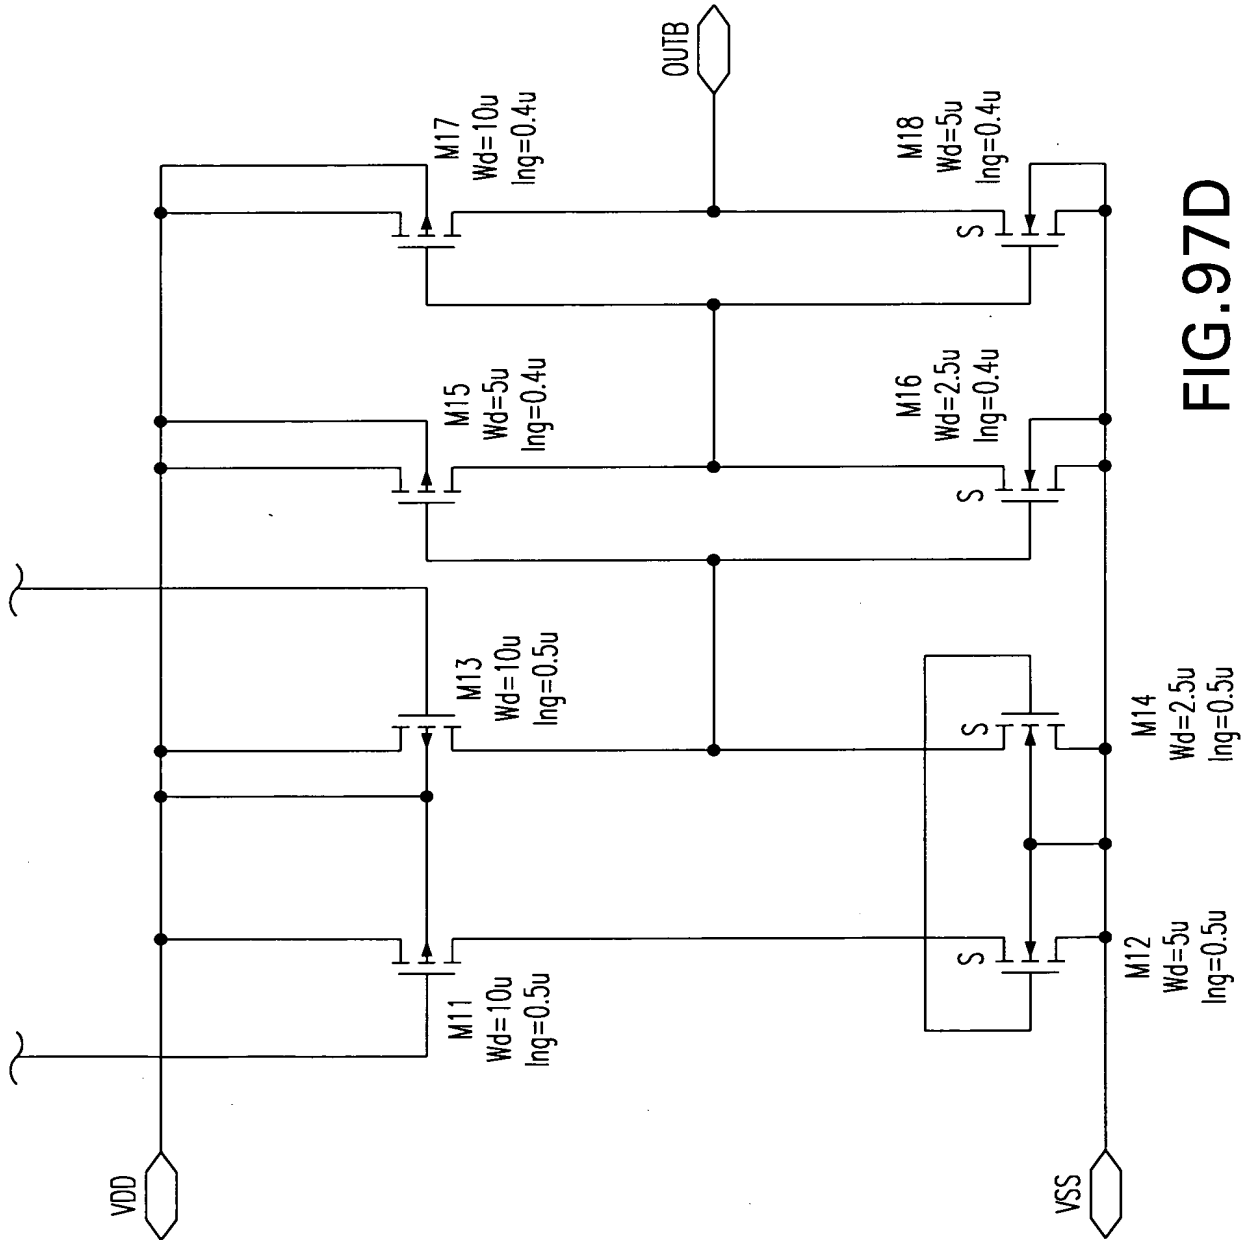 OUTB
M17
Wd=10u
lng=0.4u
M18
Wd=5u
lng=0.4u
S
M15
Wd=5u
lng=0.4u
M16
Wd=2.5u
lng=0.4u
S
M13
Wd=10u
lng=0.5u
M14
Wd=2.5u
lng=0.5u
S
M11
Wd=10u
lng=0.5u
M12
Wd=5u
lng=0.5u
S
VDD
VSS
FIG.97D